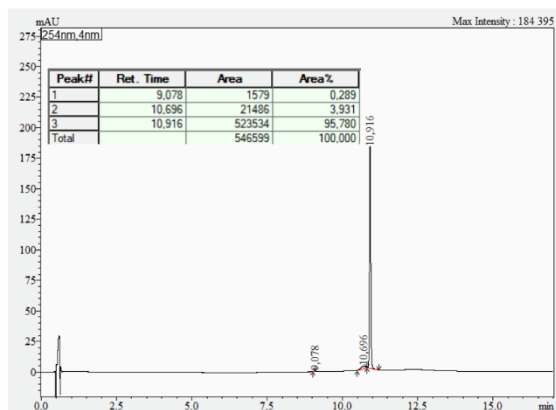 mAU
Max Intensity : 184 395
254nm,4nm
Peak# Ret. Time Area Area%
1 9,078 1579 0,289
2 10,696 21486 3,931
3 10,916 523534 95,780
Total 546599 100,000
275
250
225
200
175
150
125
100
75
50
25
0
9,078
10,696
10,916
0.0 2.5 5.0 7.5 10.0 12.5 15.0 min